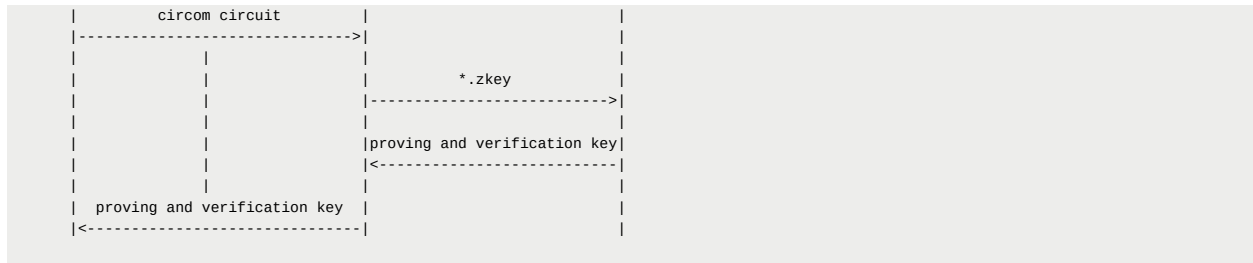 circom circuit
*.zkey
proving and verification key
proving and verification key